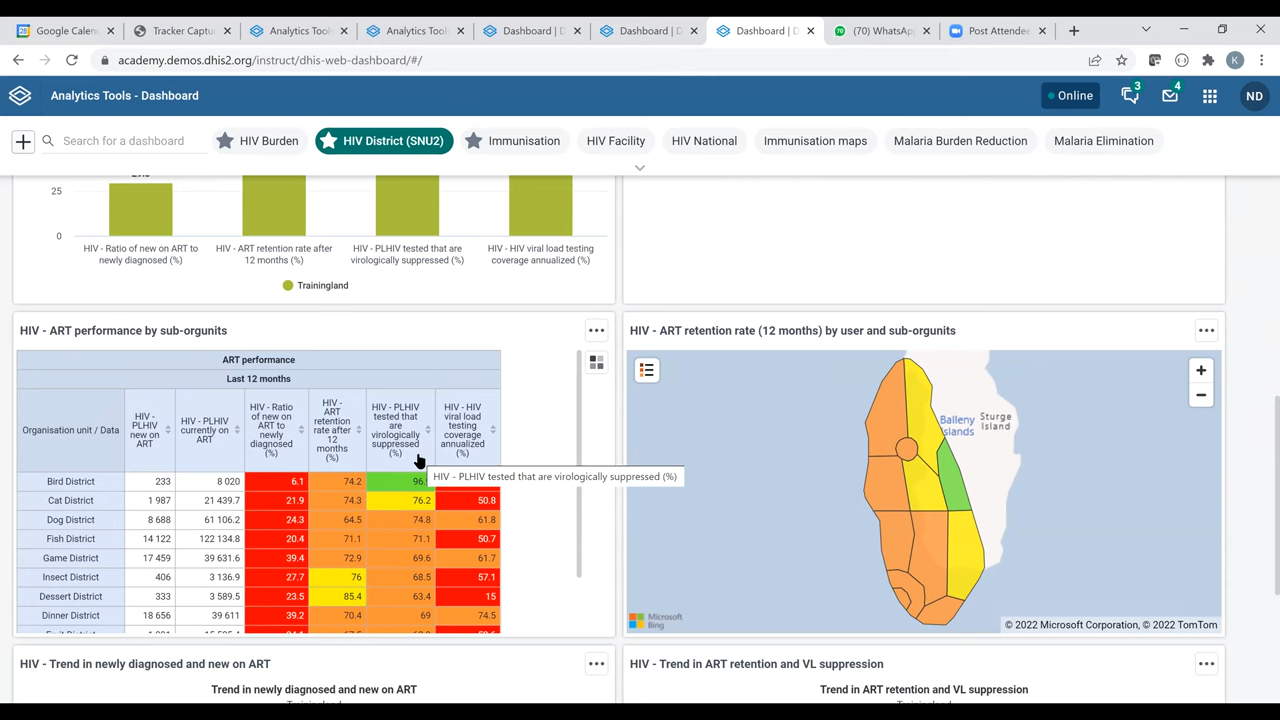 Google Calen
Tracker Captu
Analytics Tools
Analytics Tool
Dashboard | D
Dashboard | D
Dashboard | D
(70) WhatsApp
Post Attendee
academy.demos.dhis2.org/instruct/dhis-web-dashboard/#/
K
Analytics Tools - Dashboard
Online
3
4
ND
Search for a dashboard
HIV Burden
HIV District (SNU2)
Immunisation
HIV Facility
HIV National
Immunisation maps
Malaria Burden Reduction
Malaria Elimination
25
0
HIV - Ratio of new on ART to
newly diagnosed (%)
HIV - ART retention rate after
12 months (%)
HIV - PLHIV tested that are
virologically suppressed (%)
HIV - HIV viral load testing
coverage annualized (%)
Trainingland
HIV - ART performance by sub-orgunits
ART performance
Last 12 months
Organisation unit / Data
HIV -
PLHIV
new on
ART
HIV - PLHIV
currently on
ART
HIV - Ratio
of new on
ART to
newly
diagnosed
(%)
HIV -
ART
retention
rate after
12
months
(%)
HIV - PLHIV
tested that
are
virologically
suppressed
(%)
HIV - HIV
viral load
testing
coverage
annualized
(%)
HIV - PLHIV tested that are virologically suppressed (%)
Bird District 233 8 020 6.1 74.2 96.
Cat District 1 987 21 439.7 21.9 74.3 76.2 50.8
Dog District 8 688 61 106.2 24.3 64.5 74.8 61.8
Fish District 14 122 122 134.8 20.4 71.1 71.1 50.7
Game District 17 459 39 631.6 39.4 72.9 69.6 61.7
Insect District 406 3 136.9 27.7 76 68.5 57.1
Dessert District 333 3 589.5 23.5 85.4 63.4 15
Dinner District 18 656 39 611 39.2 70.4 69 74.5
HIV - ART retention rate (12 months) by user and sub-orgunits
Balleny
Islands
Sturge
Island
Microsoft
Bing
© 2022 Microsoft Corporation, © 2022 TomTom
HIV - Trend in newly diagnosed and new on ART
Trend in newly diagnosed and new on ART
HIV - Trend in ART retention and VL suppression
Trend in ART retention and VL suppression